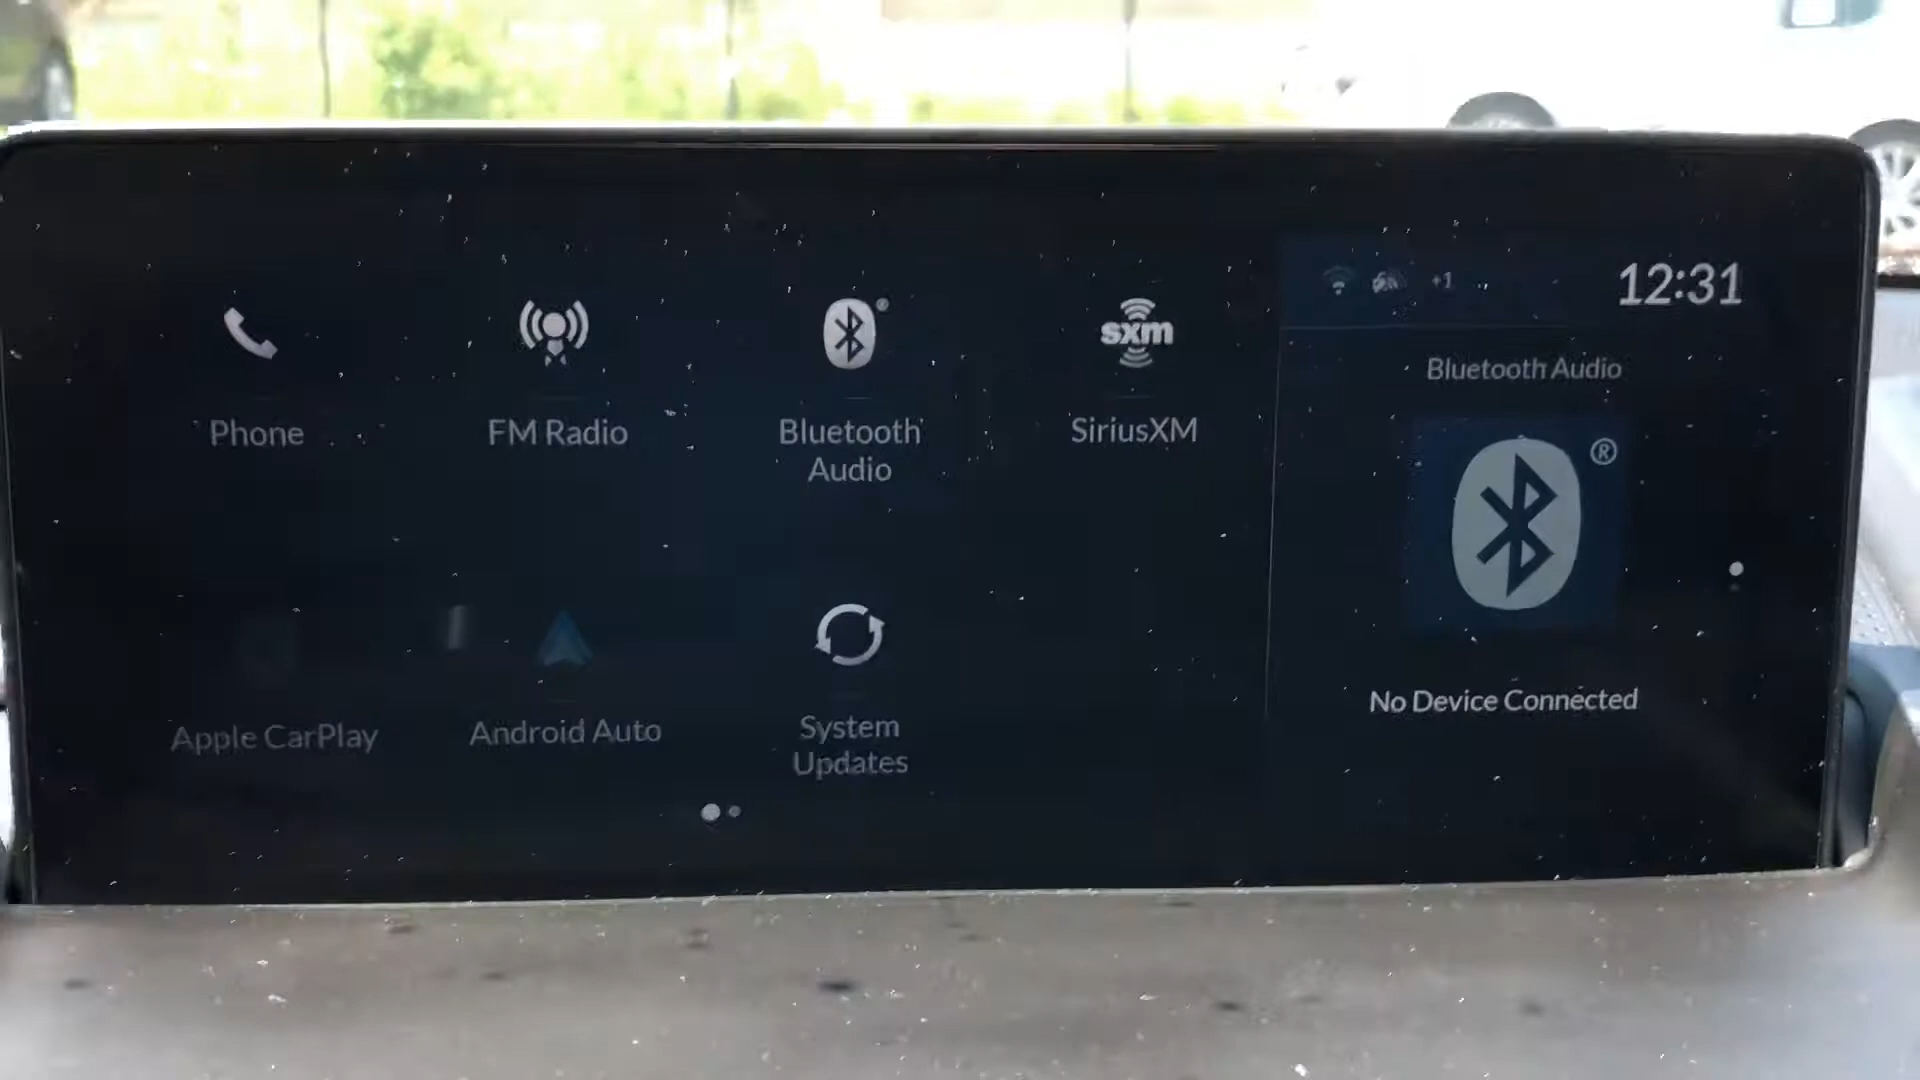 +1
12:31
Phone
FM Radio
Bluetooth
Audio
sxm
SiriusXM
Bluetooth Audio
®
Apple CarPlay
Android Auto
System
Updates
No Device Connected